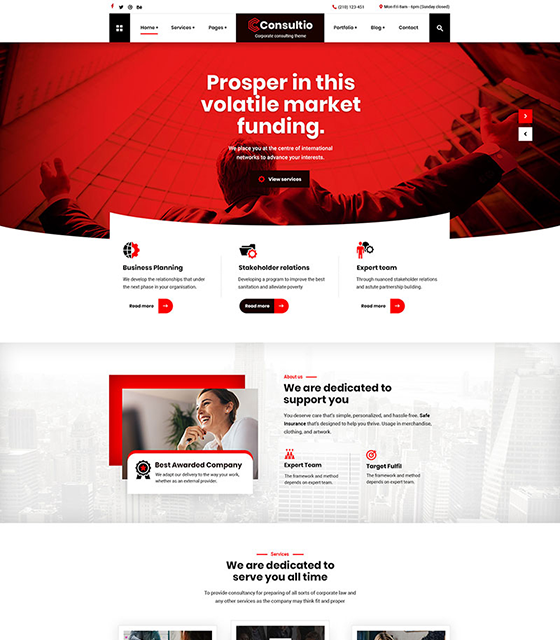 (210) 123-451
Mon-Fri 8am - 6pm (Sunday closed)
Home
Services
Pages
Consultio
Corporate consulting theme
Portfolio
Blog
Contact
Prosper in this
volatile market
funding.
We place you at the centre of international
networks to advance your interests.
View services
Business Planning
We develop the relationships that under
the next phase in your organisation.
Read more
Stakeholder relations
Developing a program to improve the best
sanitation and alleviate poverty
Read more
Expert team
Through nuanced stakeholder relations
and astute partnership building.
Read more
About us
We are dedicated to
support you
You deserve care that's simple, personalized, and hassle-free. Safe
Insurance that's designed to help you thrive. Usage in merchandise,
clothing, and artwork.
Best Awarded Company
We adapt our delivery to the way your work,
whether as an external provider.
Expert Team
The framework and method
depends on expert team.
Target Fulfil
The framework and method
depends on expert team.
Services
We are dedicated to
serve you all time
To provide consultancy for preparing of all sorts of corporate law and
any other services as the company may think fit and proper